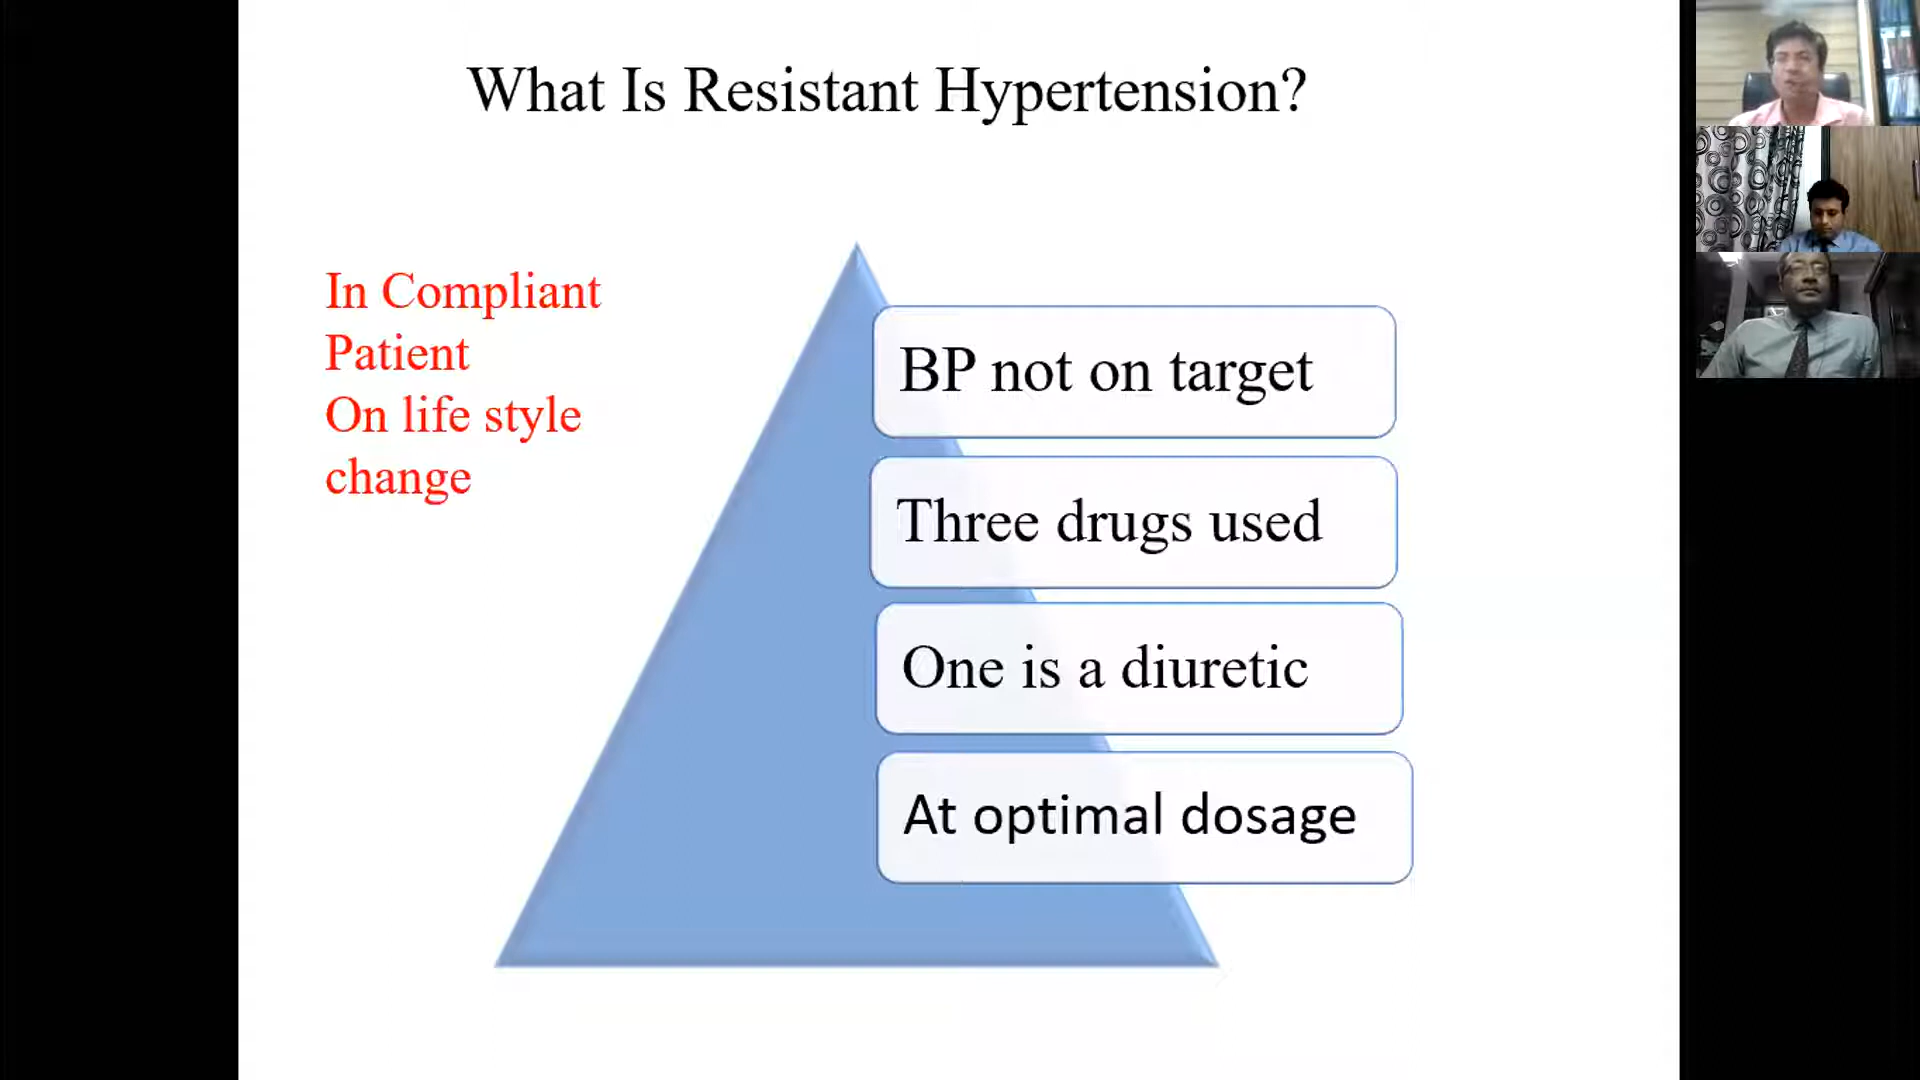 What Is Resistant Hypertension?
In Compliant
Patient
On life style
change
BP not on target
Three drugs used
One is a diuretic
At optimal dosage